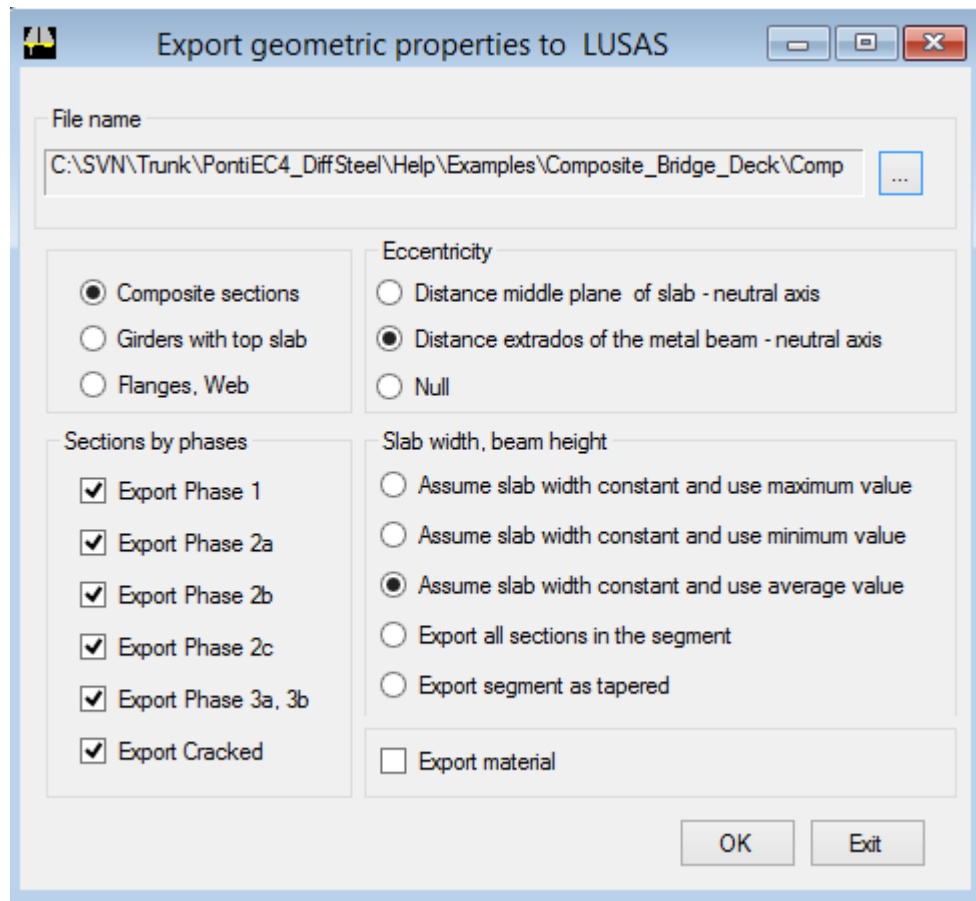 Export geometric properties to LUSAS
File name
C:\SVN\Trunk\PontiEC4_DiffSteel\Help\Examples\Composite_Bridge_Deck\Comp
...
Composite sections
Girders with top slab
Flanges, Web
Eccentricity
Distance middle plane of slab - neutral axis
Distance extrados of the metal beam - neutral axis
Null
Sections by phases
Export Phase 1
Export Phase 2a
Export Phase 2b
Export Phase 2c
Export Phase 3a, 3b
Export Cracked
Slab width, beam height
Assume slab width constant and use maximum value
Assume slab width constant and use minimum value
Assume slab width constant and use average value
Export all sections in the segment
Export segment as tapered
Export material
OK
Exit